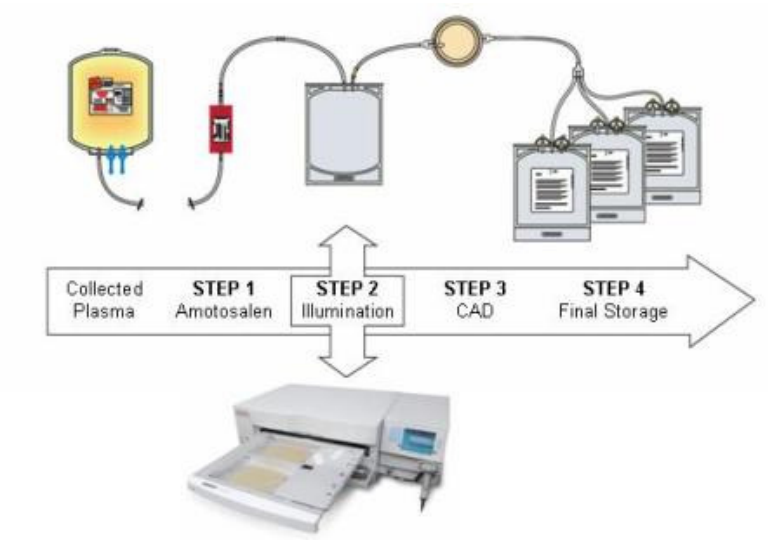 Collected
Plasma
STEP 1
Amotosalen
STEP 2
Illumination
STEP 3
CAD
STEP 4
Final Storage